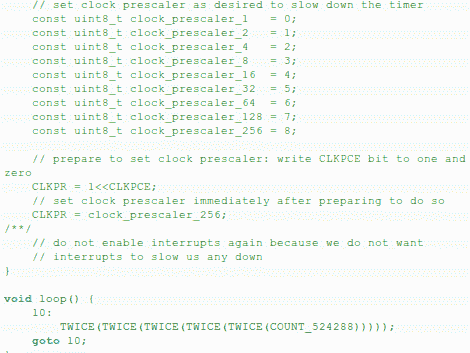 // set clock prescaler as desired to slow down the timer
const uint8_t clock_prescaler_1   = 0;
const uint8_t clock_prescaler_2   = 1;
const uint8_t clock_prescaler_4   = 2;
const uint8_t clock_prescaler_8   = 3;
const uint8_t clock_prescaler_16  = 4;
const uint8_t clock_prescaler_32  = 5;
const uint8_t clock_prescaler_64  = 6;
const uint8_t clock_prescaler_128 = 7;
const uint8_t clock_prescaler_256 = 8;
// prepare to set clock prescaler: write CLKPCE bit to one and
zero
CLKPR = 1<<CLKPCE;
// set clock prescaler immediately after preparing to do so
CLKPR = clock_prescaler_256;
/**/
// do not enable interrupts again because we do not want
// interrupts to slow us any down
}
void loop() {
10:
TWICE(TWICE(TWICE(TWICE(TWICE(COUNT_524288)))));
goto 10;